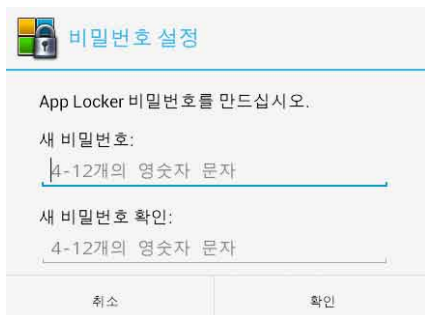 비밀번호 설정
App Locker 비밀번호를 만드십시오.
새 비밀번호:
4-12개의 영숫자 문자
새 비밀번호 확인:
4-12개의 영숫자 문자
취소 확인